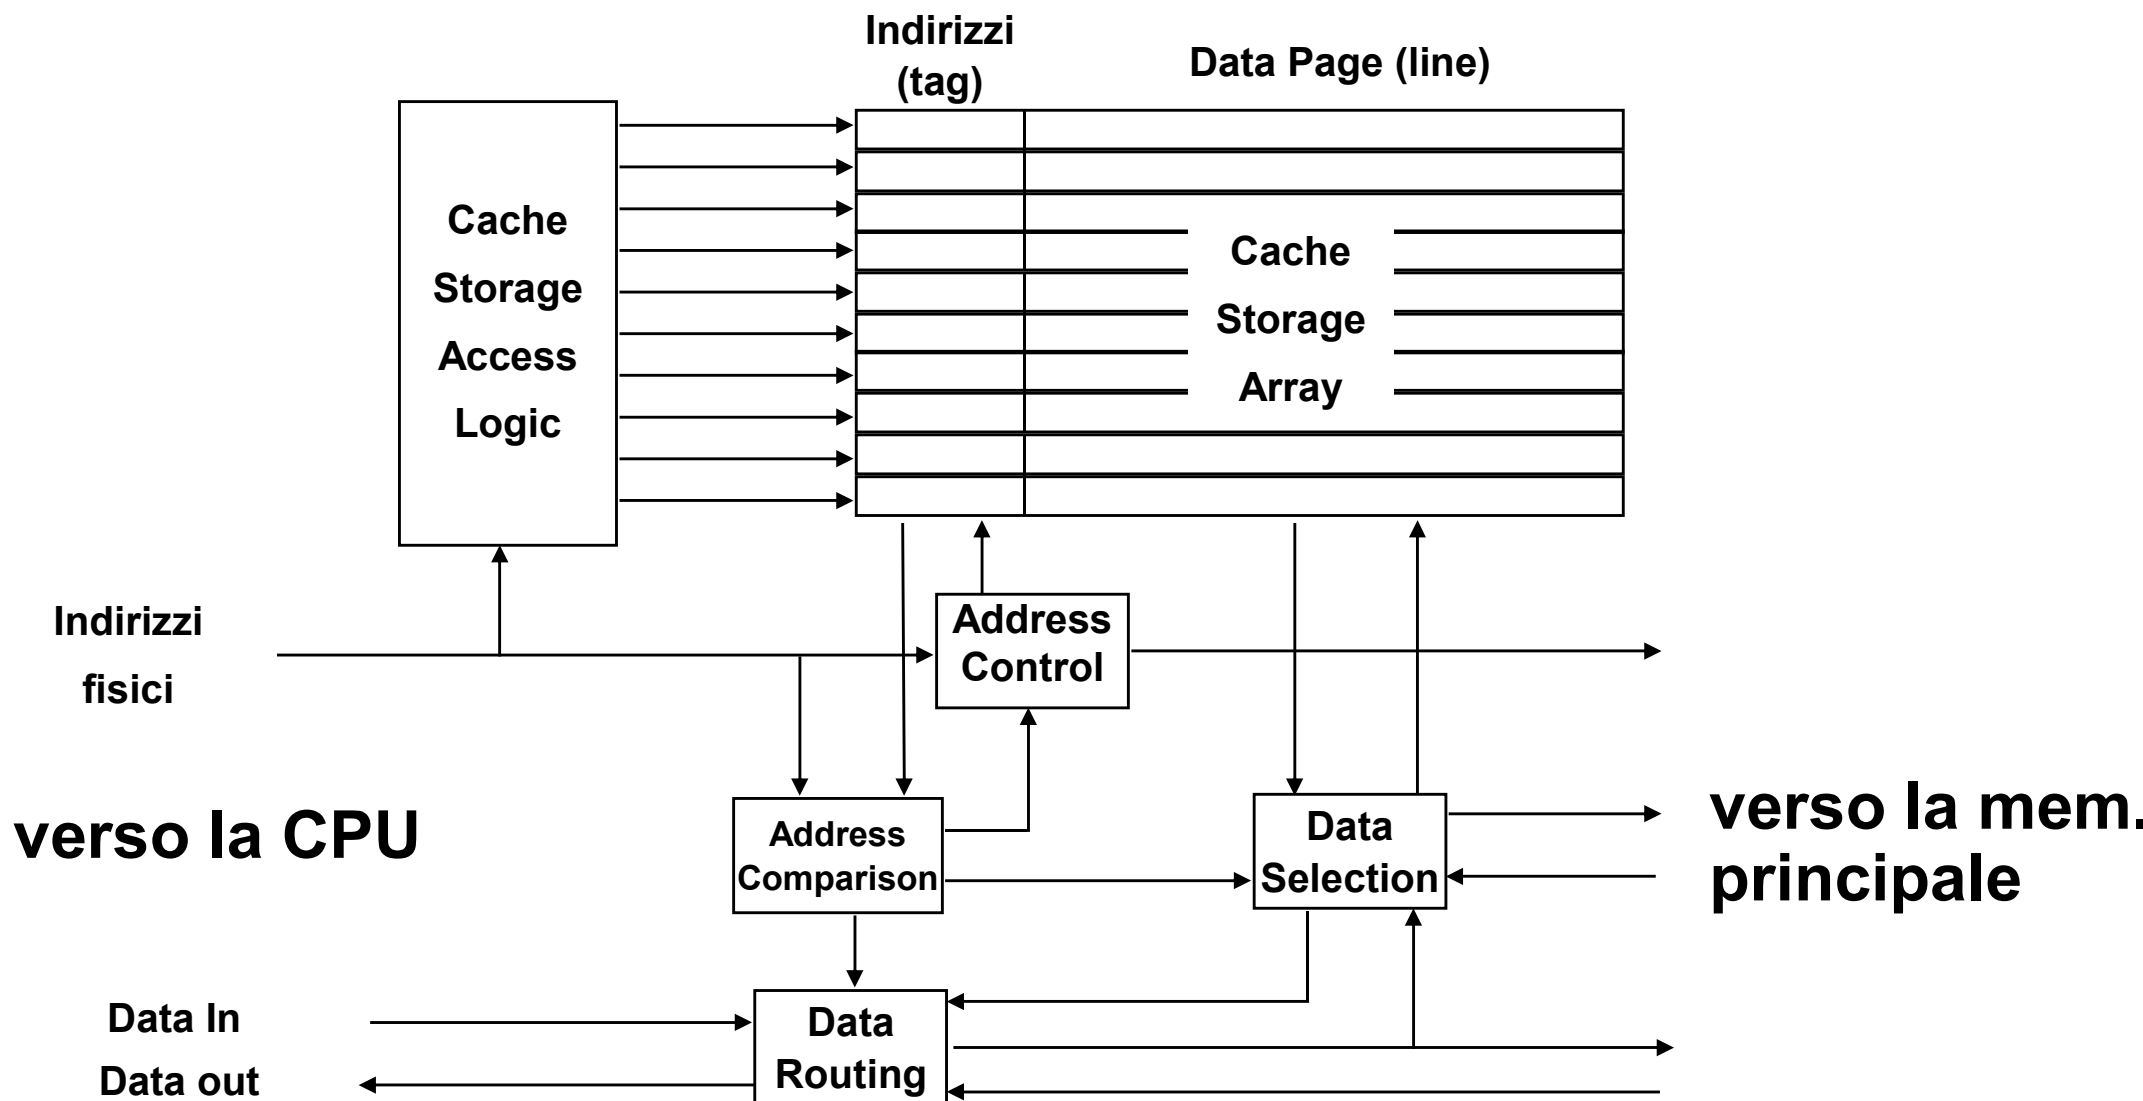 Indirizzi
(tag)
Data Page (line)
Cache
Storage
Access
Logic
Cache
Storage
Array
Indirizzi
fisici
Address
Control
verso la CPU
Address
Comparison
Data
Selection
verso la mem.
principale
Data In
Data out
Data
Routing